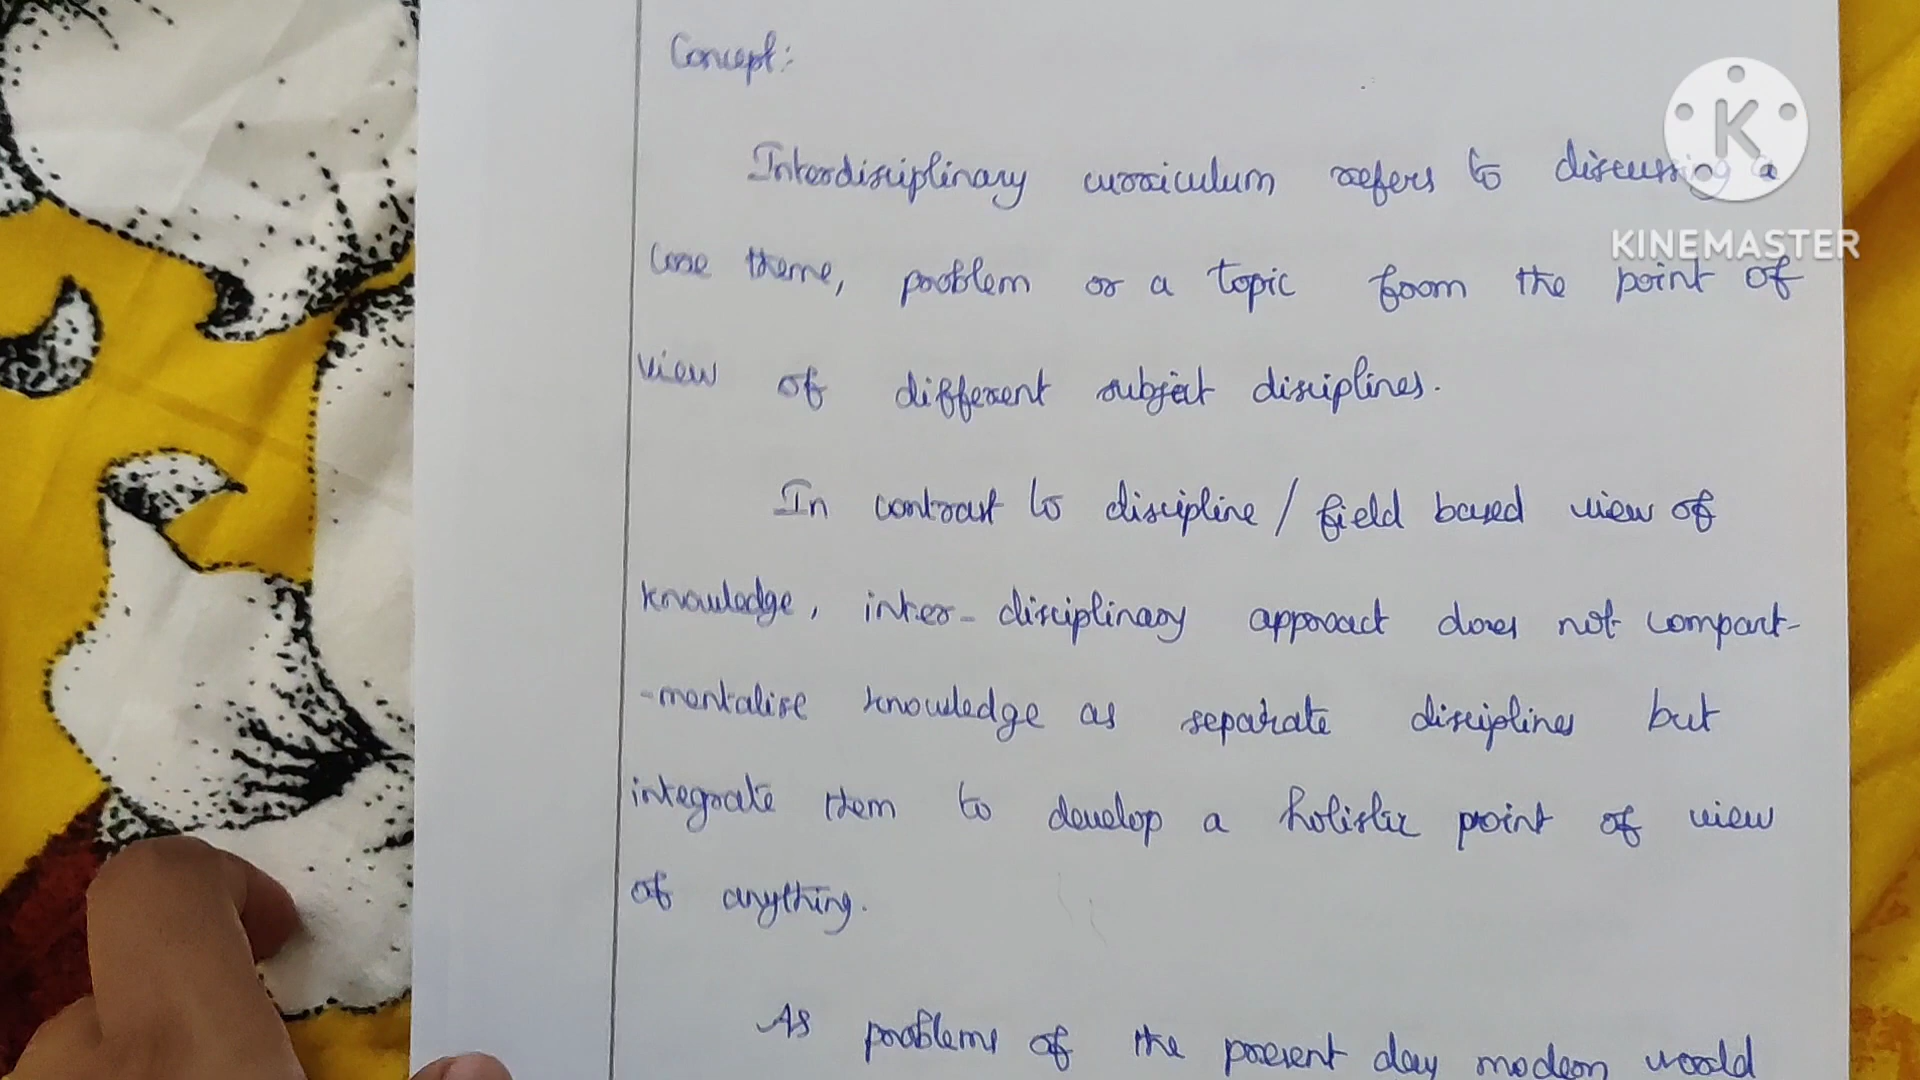 Concept:
Interdisciplinary curriculum refers to discussing a
core theme, problem or a topic from the point of
view of different subject disciplines.
In contrast to discipline / field based view of
knowledge, inter-disciplinary approact does not compart-
-mentalise knowledge as separate disciplines but
integrate them to develop a holistic point of view
of anything.
As problems of the present day modern world
K
KINEMASTER